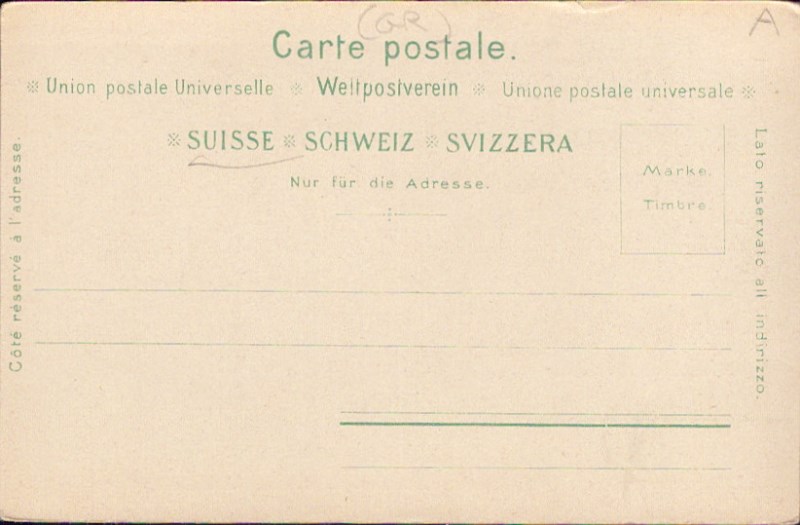 (GR)
A
Carte postale.
Union postale Universelle Weltpostverein Unione postale universale
SUISSE SCHWEIZ SVIZZERA
Nur für die Adresse.
Marke.
Timbre.
Côté réservé à l'adresse.
Lato riservato all indirizzo.